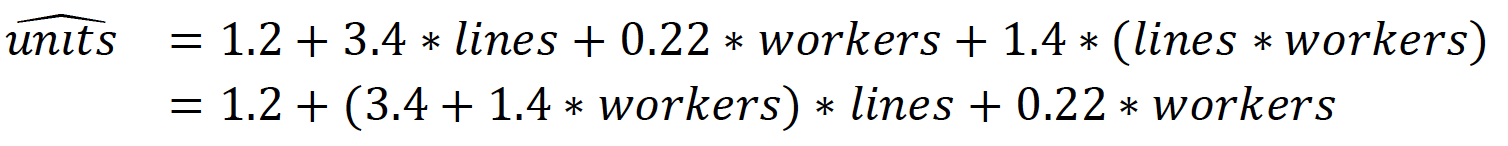 \widehat{units} = 1.2 + 3.4 * lines + 0.22 * workers + 1.4 * (lines * workers)
= 1.2 + (3.4 + 1.4 * workers) * lines + 0.22 * workers